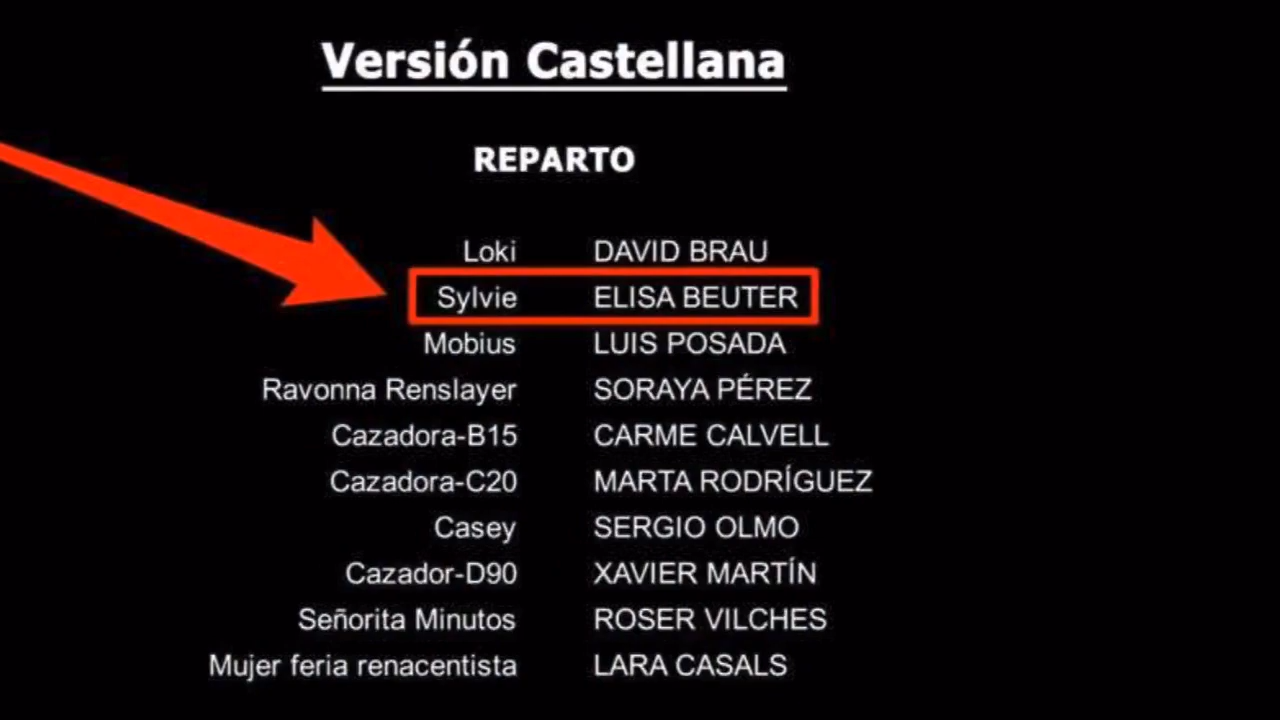 Versión Castellana
REPARTO
Loki DAVID BRAU
Sylvie ELISA BEUTER
Mobius LUIS POSADA
Ravonna Renslayer SORAYA PÉREZ
Cazadora-B15 CARME CALVELL
Cazadora-C20 MARTA RODRÍGUEZ
Casey SERGIO OLMO
Cazador-D90 XAVIER MARTÍN
Señorita Minutos ROSER VILCHES
Mujer feria renacentista LARA CASALS